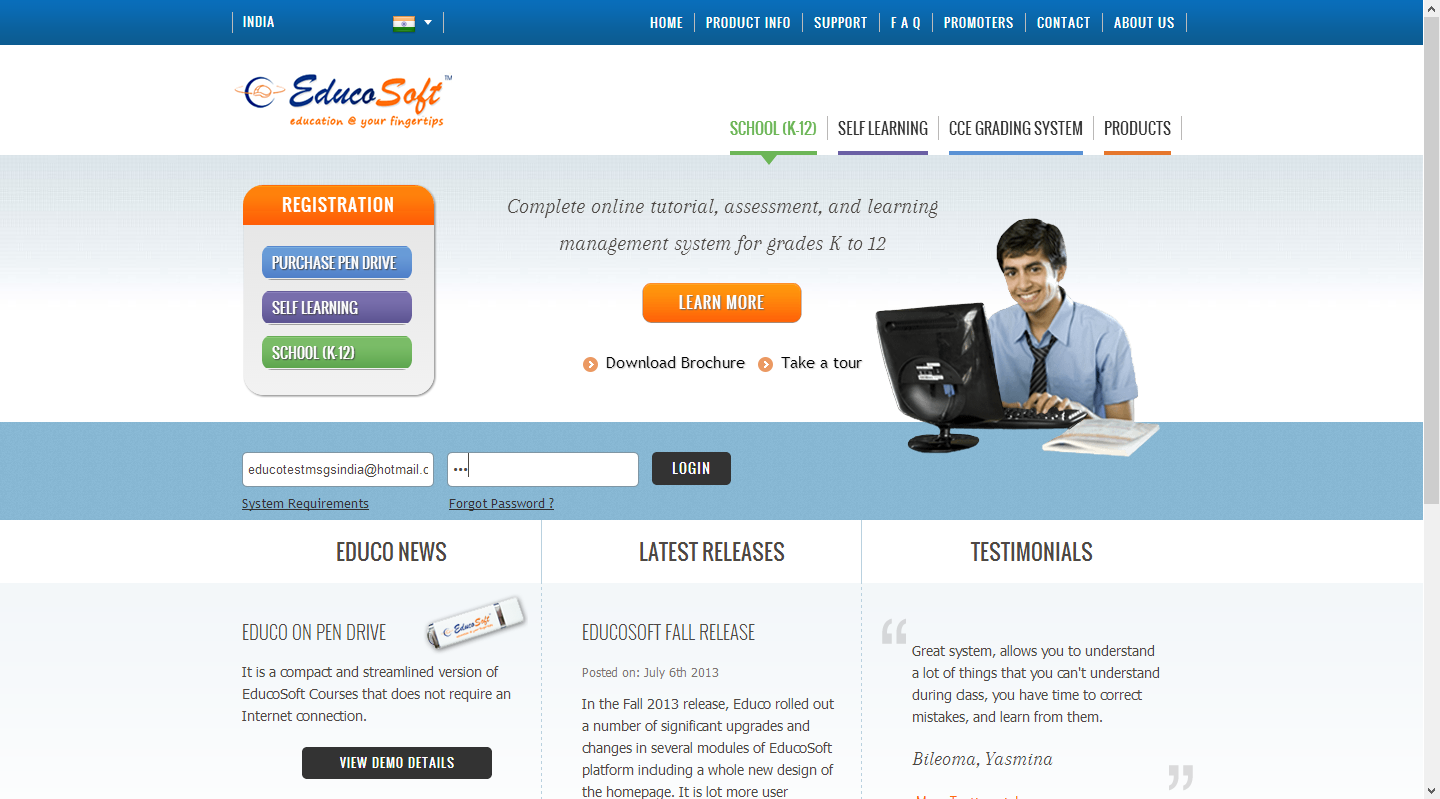 INDIA
HOME
PRODUCT INFO
SUPPORT
F A Q
PROMOTERS
CONTACT
ABOUT US
EducoSoft™
education @ your fingertips
SCHOOL (K-12)
SELF LEARNING
CCE GRADING SYSTEM
PRODUCTS
REGISTRATION
PURCHASE PEN DRIVE
SELF LEARNING
SCHOOL (K-12)
Complete online tutorial, assessment, and learning
management system for grades K to 12
LEARN MORE
Download Brochure
Take a tour
educotestmsgsindia@hotmail.c
•••
LOGIN
System Requirements
Forgot Password ?
EDUCO NEWS
LATEST RELEASES
TESTIMONIALS
EDUCO ON PEN DRIVE
EducoSoft
It is a compact and streamlined version of
EducoSoft Courses that does not require an
Internet connection.
VIEW DEMO DETAILS
EDUCOSOFT FALL RELEASE
Posted on: July 6th 2013
In the Fall 2013 release, Educo rolled out
a number of significant upgrades and
changes in several modules of EducoSoft
platform including a whole new design of
the homepage. It is lot more user
“
Great system, allows you to understand
a lot of things that you can't understand
during class, you have time to correct
mistakes, and learn from them.
Bileoma, Yasmina
”